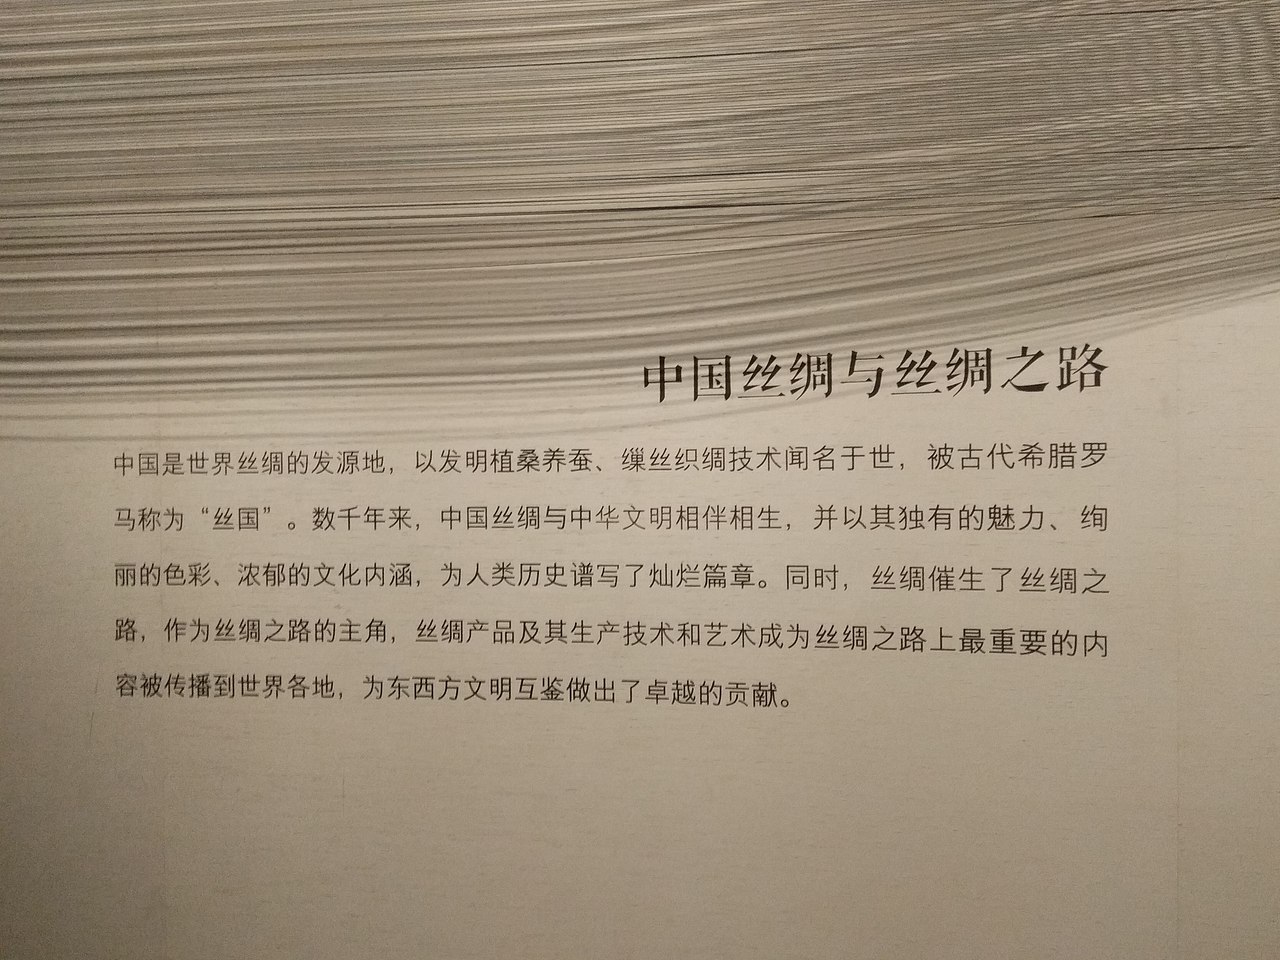 中国丝绸与丝绸之路
中国是世界丝绸的发源地，以发明植桑养蚕、缫丝织绸技术闻名于世，被古代希腊罗
马称为“丝国”。数千年来，中国丝绸与中华文明相伴相生，并以其独有的魅力、绚
丽的色彩、浓郁的文化内涵，为人类历史谱写了灿烂篇章。同时，丝绸催生了丝绸之
路，作为丝绸之路的主角，丝绸产品及其生产技术和艺术成为丝绸之路上最重要的内
容被传播到世界各地，为东西方文明互鉴做出了卓越的贡献。